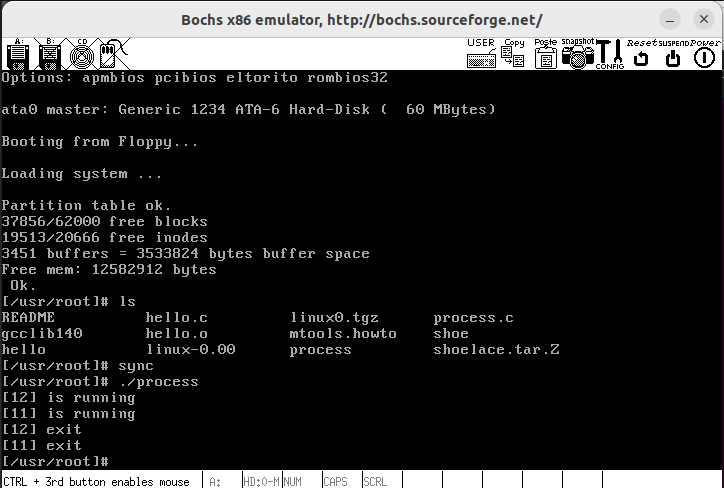 Bochs x86 emulator, http://bochs.sourceforge.net/
A: B: CD USER Copy Paste snapshot CONFIG Reset SUSPEND Power
Options: apmbios pcibios eltorito rombios32
ata0 master: Generic 1234 ATA-6 Hard-Disk (  60 MBytes)
Booting from Floppy...
Loading system ...
Partition table ok.
37856/62000 free blocks
19513/20666 free inodes
3451 buffers = 3533824 bytes buffer space
Free mem: 12582912 bytes
 Ok.
[/usr/root]# ls
README          hello.c         linux0.tgz      process.c
gcclib140       hello.o         mtools.howto    shoe
hello           linux-0.00      process         shoelace.tar.Z
[/usr/root]# sync
[/usr/root]# ./process
[12] is running
[11] is running
[12] exit
[11] exit
[/usr/root]#
CTRL + 3rd button enables mouse A: HD:0-M NUM CAPS SCRL